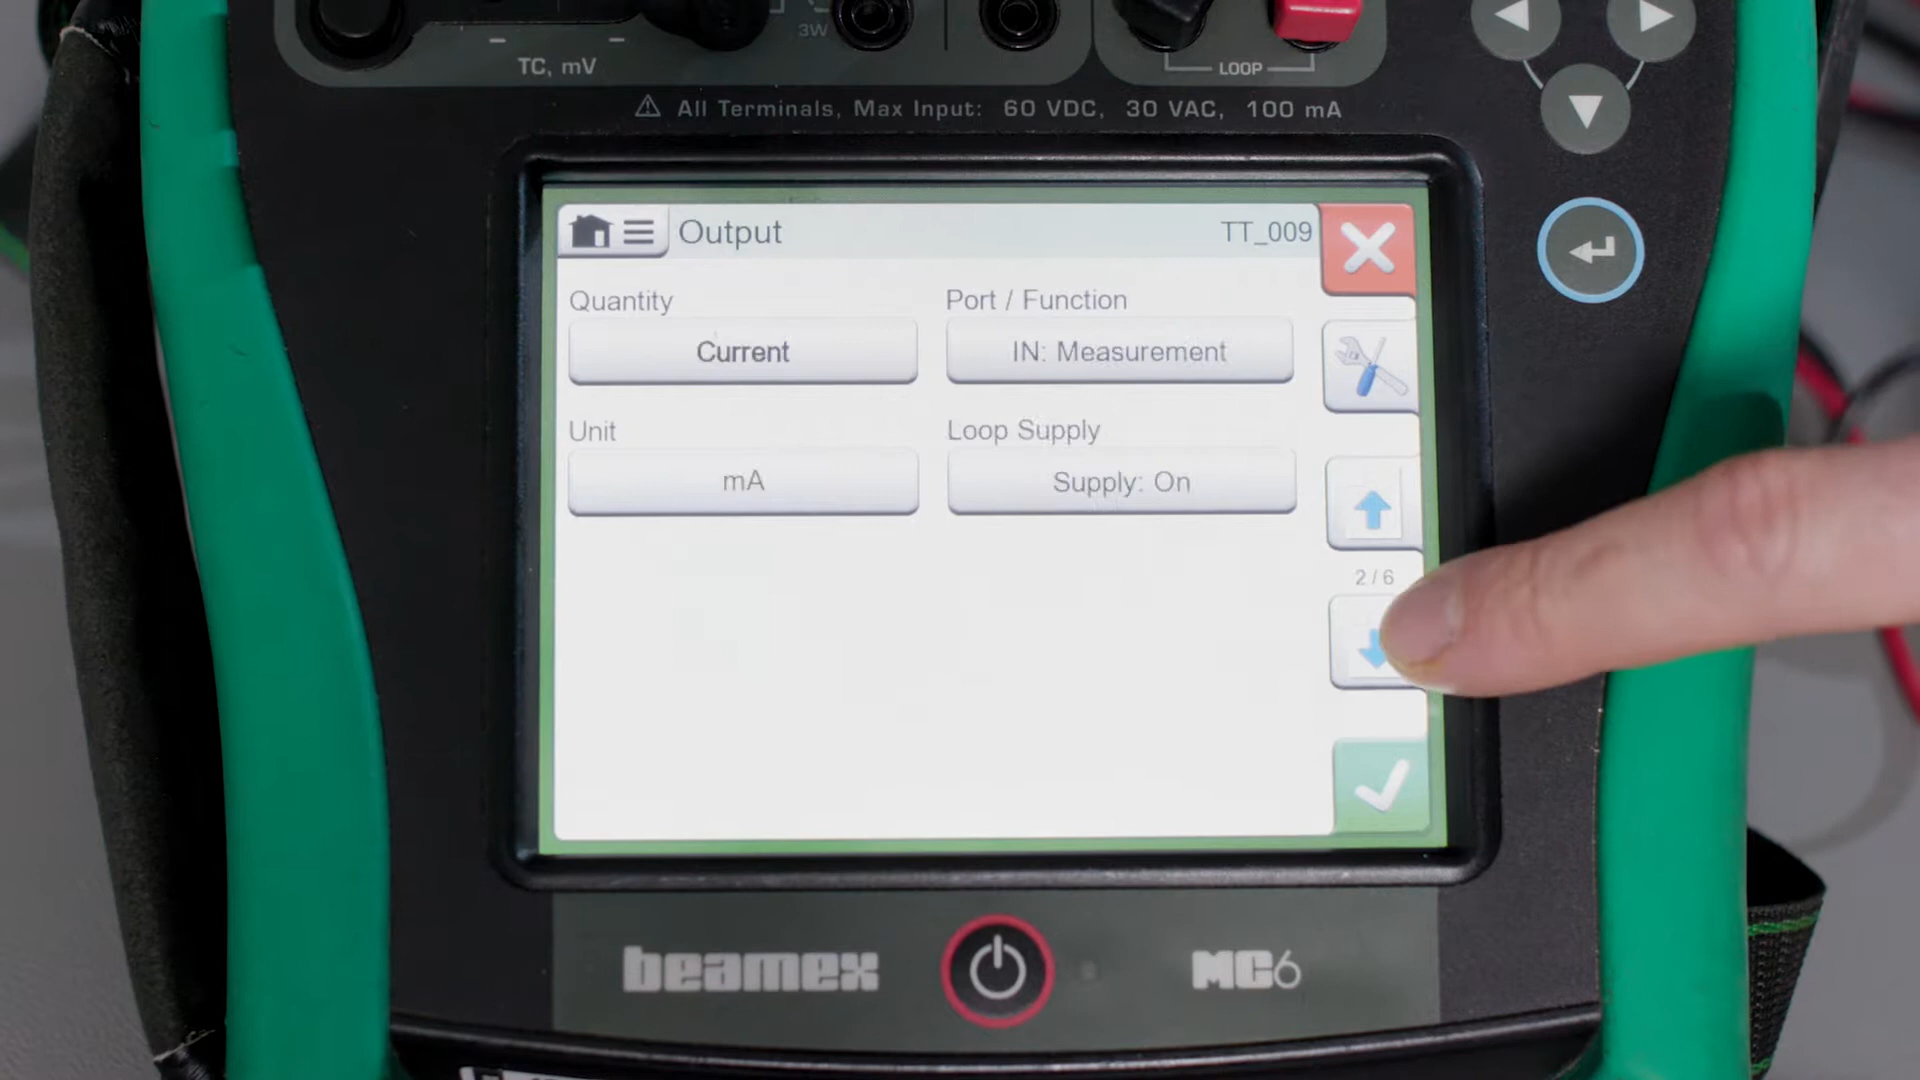 3W
TC, mV
LOOP
All Terminals, Max Input: 60 VDC, 30 VAC, 100 mA
Output
TT_009
Quantity
Port / Function
Current
IN: Measurement
Unit
Loop Supply
mA
Supply: On
2 / 6
beamex
MC6